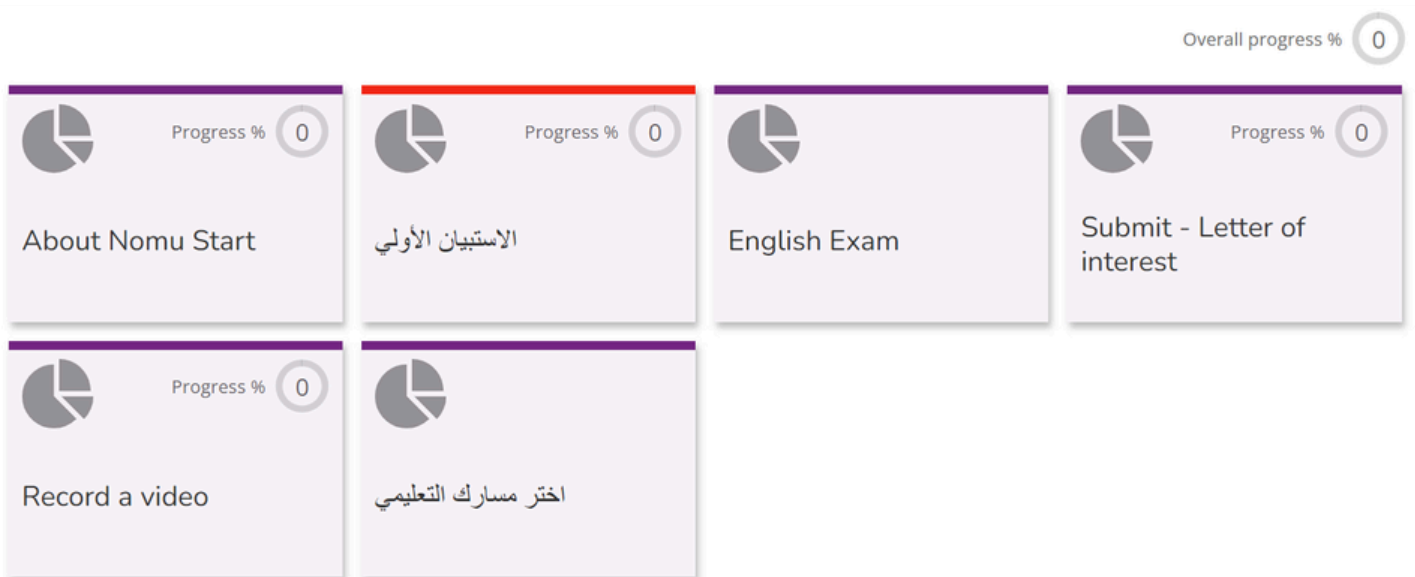 Overall progress % 0
Progress % 0
About Nomu Start
Progress % 0
الاستبيان الأولي
English Exam
Progress % 0
Submit - Letter of
interest
Progress % 0
Record a video
اختر مسارك التعليمي